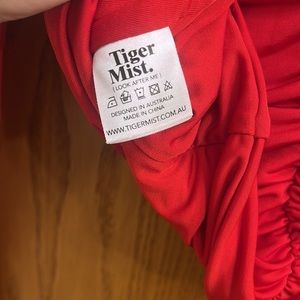 Tiger
Mist.
( LOOK AFTER ME )
DESIGNED IN AUSTRALIA
MADE IN CHINA
WWW.TIGERMIST.COM.AU